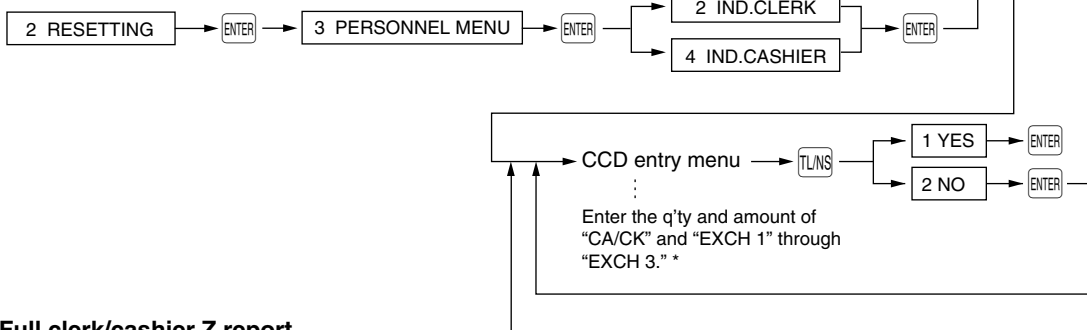 2 IND.CLERK
2 RESETTING
ENTER
3 PERSONNEL MENU
ENTER
ENTER
4 IND.CASHIER
CCD entry menu
TL/NS
1 YES
ENTER
2 NO
ENTER
Enter the q'ty and amount of
“CA/CK” and “EXCH 1” through
“EXCH 3.” *
Full clerk/cashier Z report